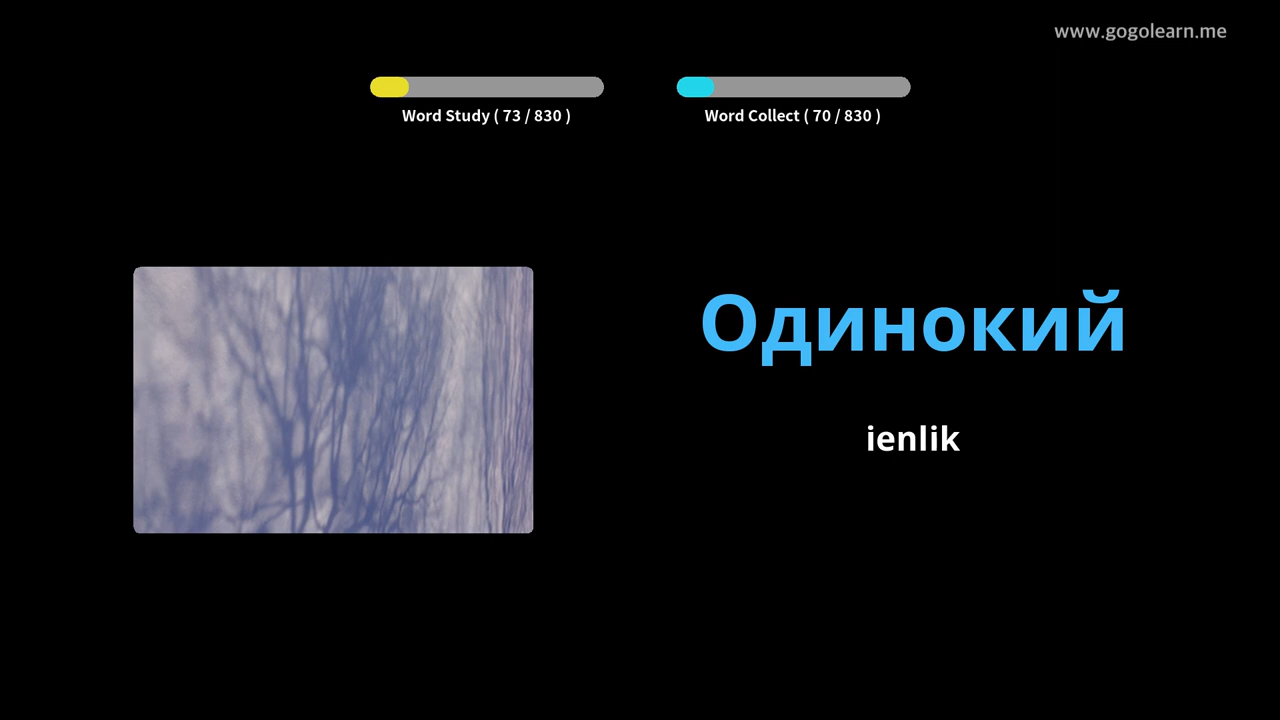 www.gogolearn.me
Word Study ( 73 / 830 )
Word Collect ( 70 / 830 )
Одинокий
ienlik